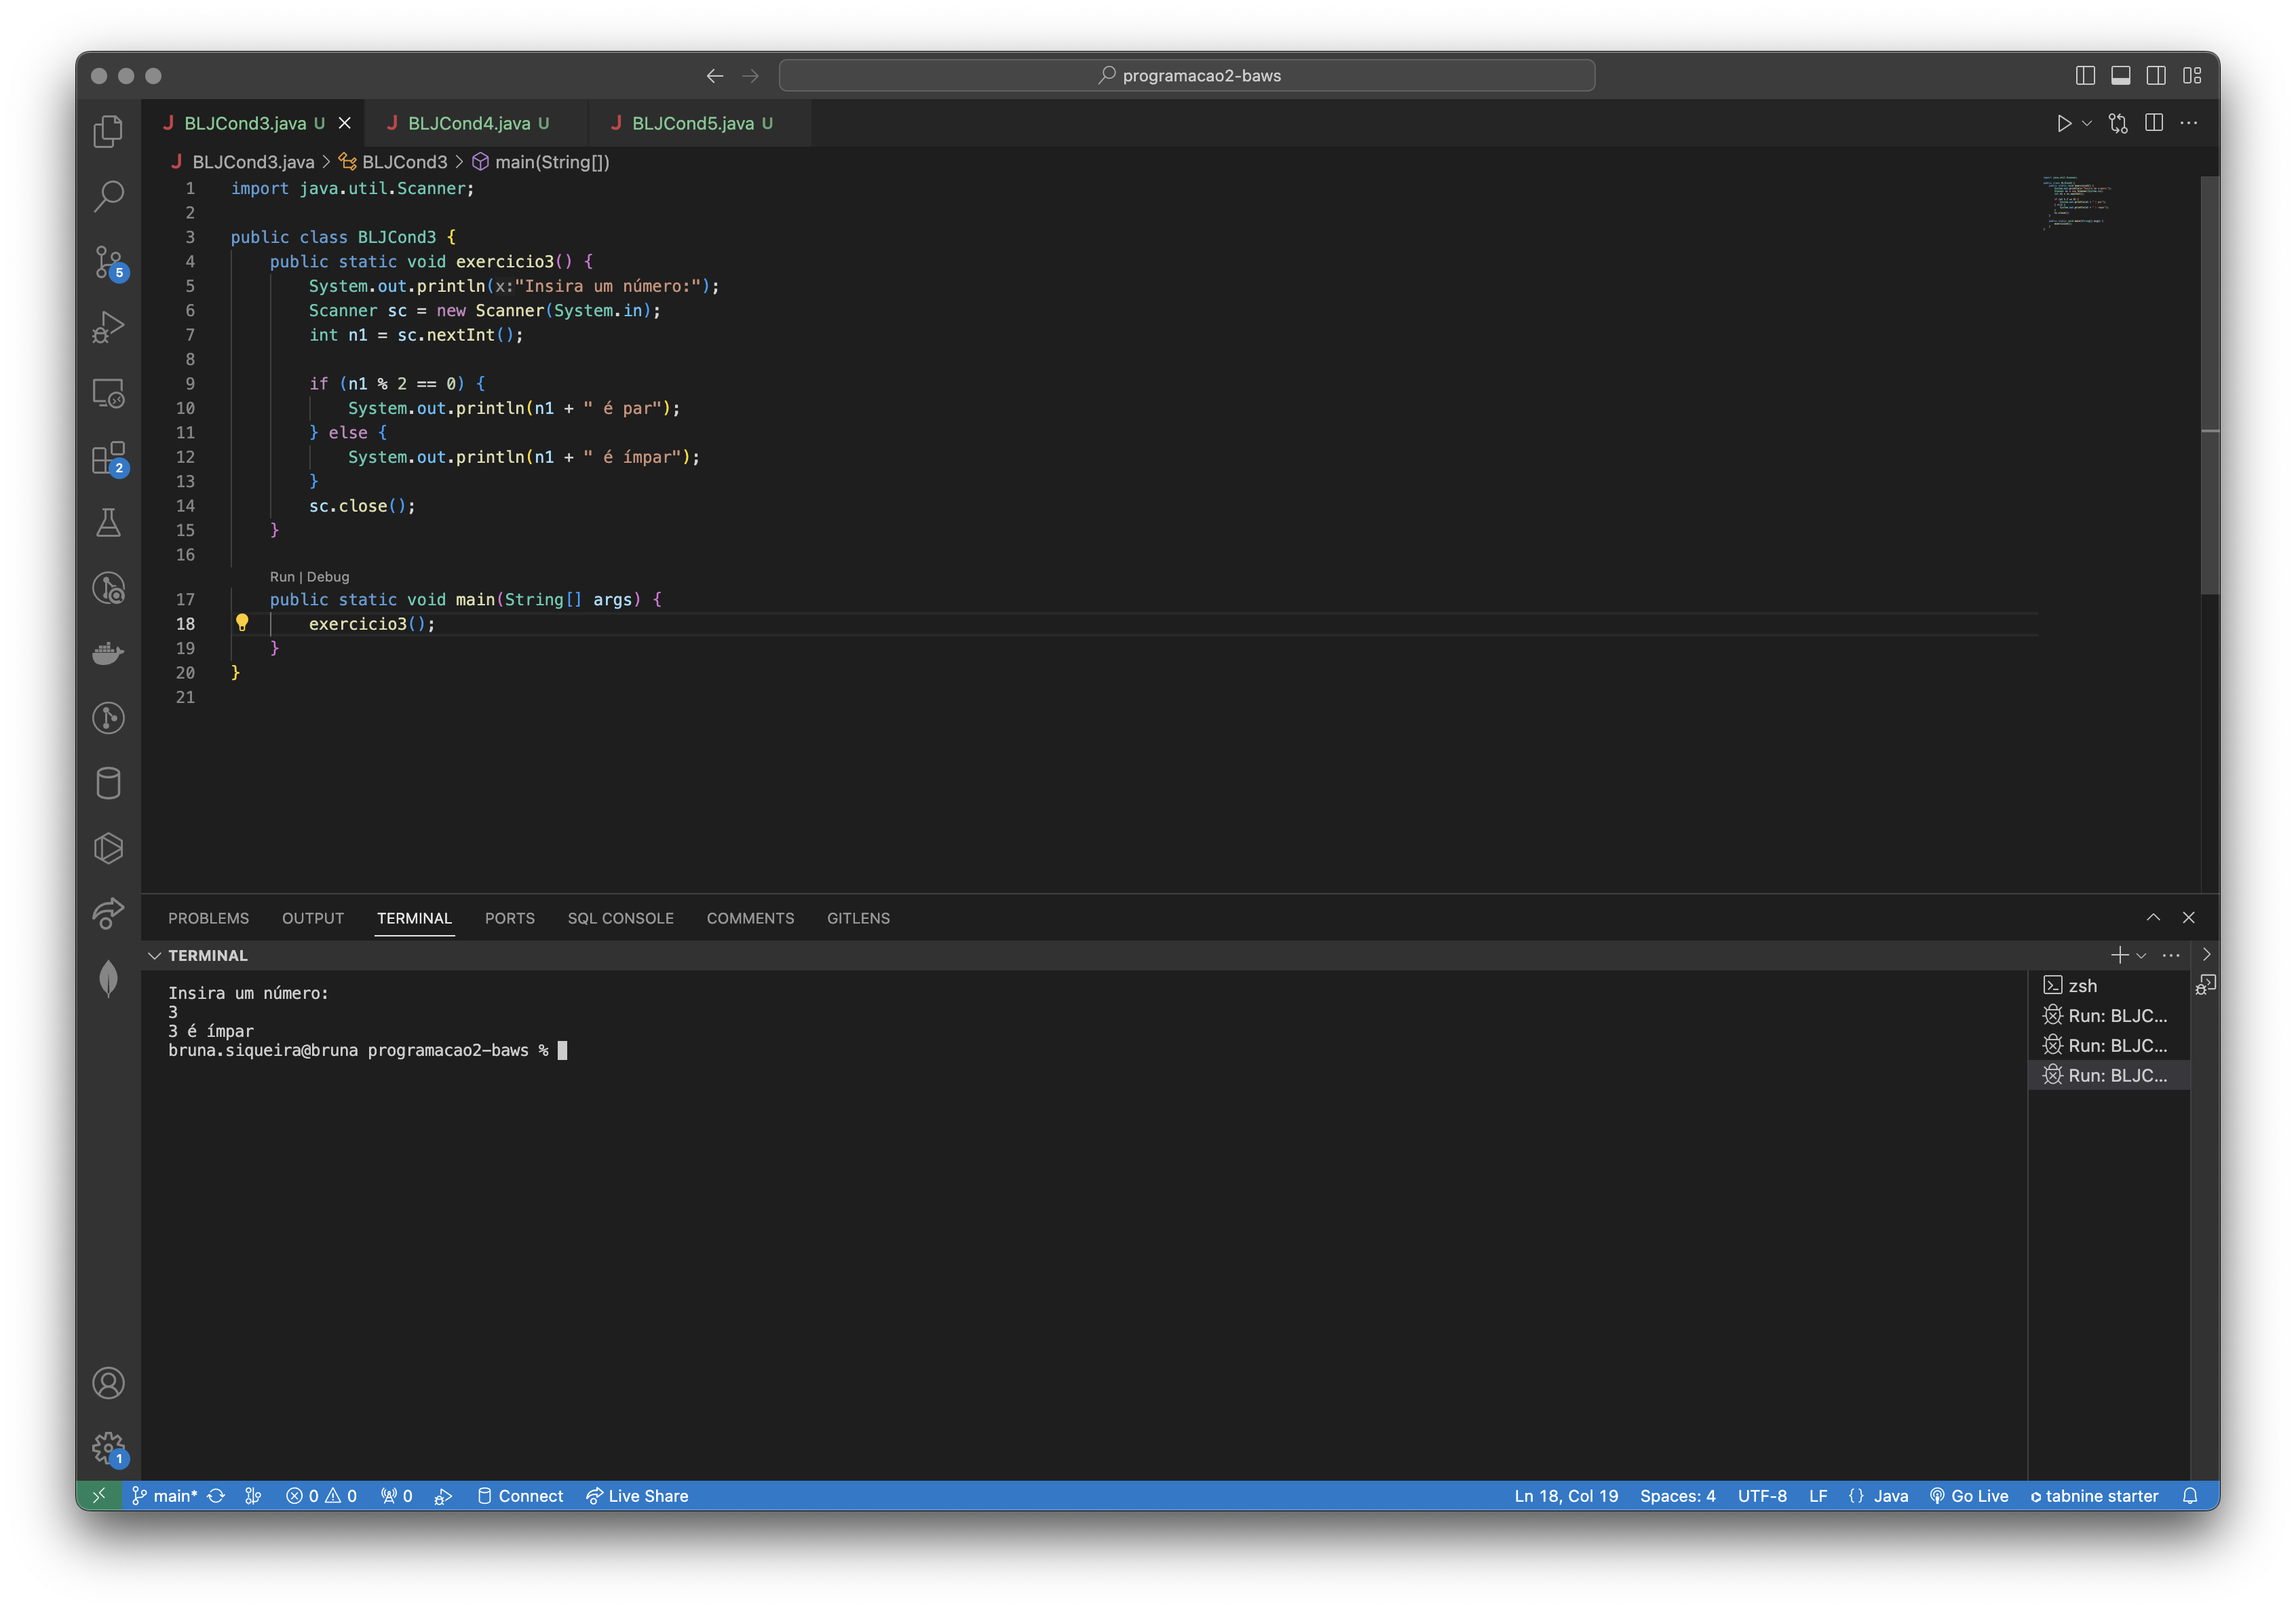 programacao2-baws
BLJCond3.java U
BLJCond4.java U
BLJCond5.java U
BLJCond3.java > BLJCond3 > main(String[])
1 import java.util.Scanner;
2
3 public class BLJCond3 {
4 public static void exercicio3() {
5 System.out.println(x:"Insira um número:");
6 Scanner sc = new Scanner(System.in);
7 int n1 = sc.nextInt();
8
9 if (n1 % 2 == 0) {
10 System.out.println(n1 + " é par");
11 } else {
12 System.out.println(n1 + " é ímpar");
13 }
14 sc.close();
15 }
16
Run | Debug
17 public static void main(String[] args) {
18 exercicio3();
19 }
20 }
21
5
2
1
PROBLEMS OUTPUT TERMINAL PORTS SQL CONSOLE COMMENTS GITLENS
TERMINAL
Insira um número:
3
3 é ímpar
bruna.siqueira@bruna programacao2-baws %
zsh
Run: BLJC...
Run: BLJC...
Run: BLJC...
main* 0 0 0 Connect Live Share Ln 18, Col 19 Spaces: 4 UTF-8 LF {} Java Go Live tabnine starter